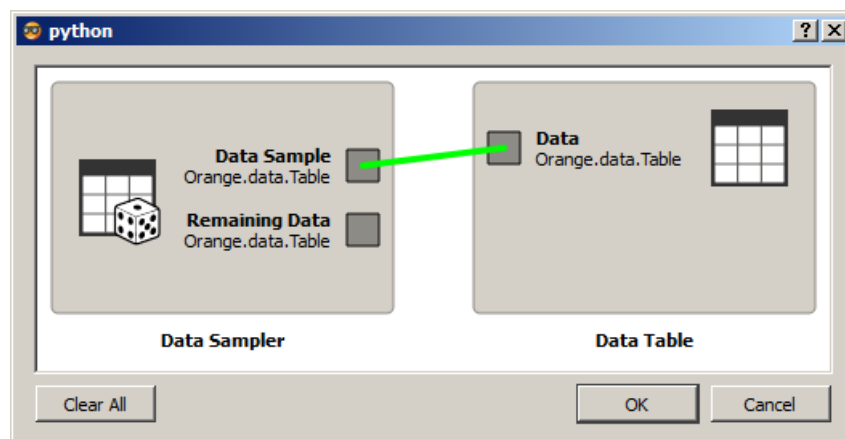 python
Data Sample
Orange.data.Table
Remaining Data
Orange.data.Table
Data Sampler
Data
Orange.data.Table
Data Table
Clear All
OK
Cancel